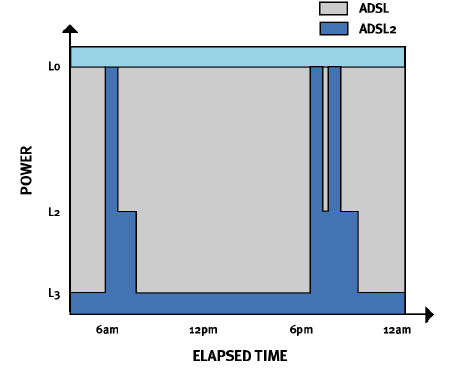 ADSL
ADSL2
L0
L2
L3
POWER
6am 12pm 6pm 12am
ELAPSED TIME